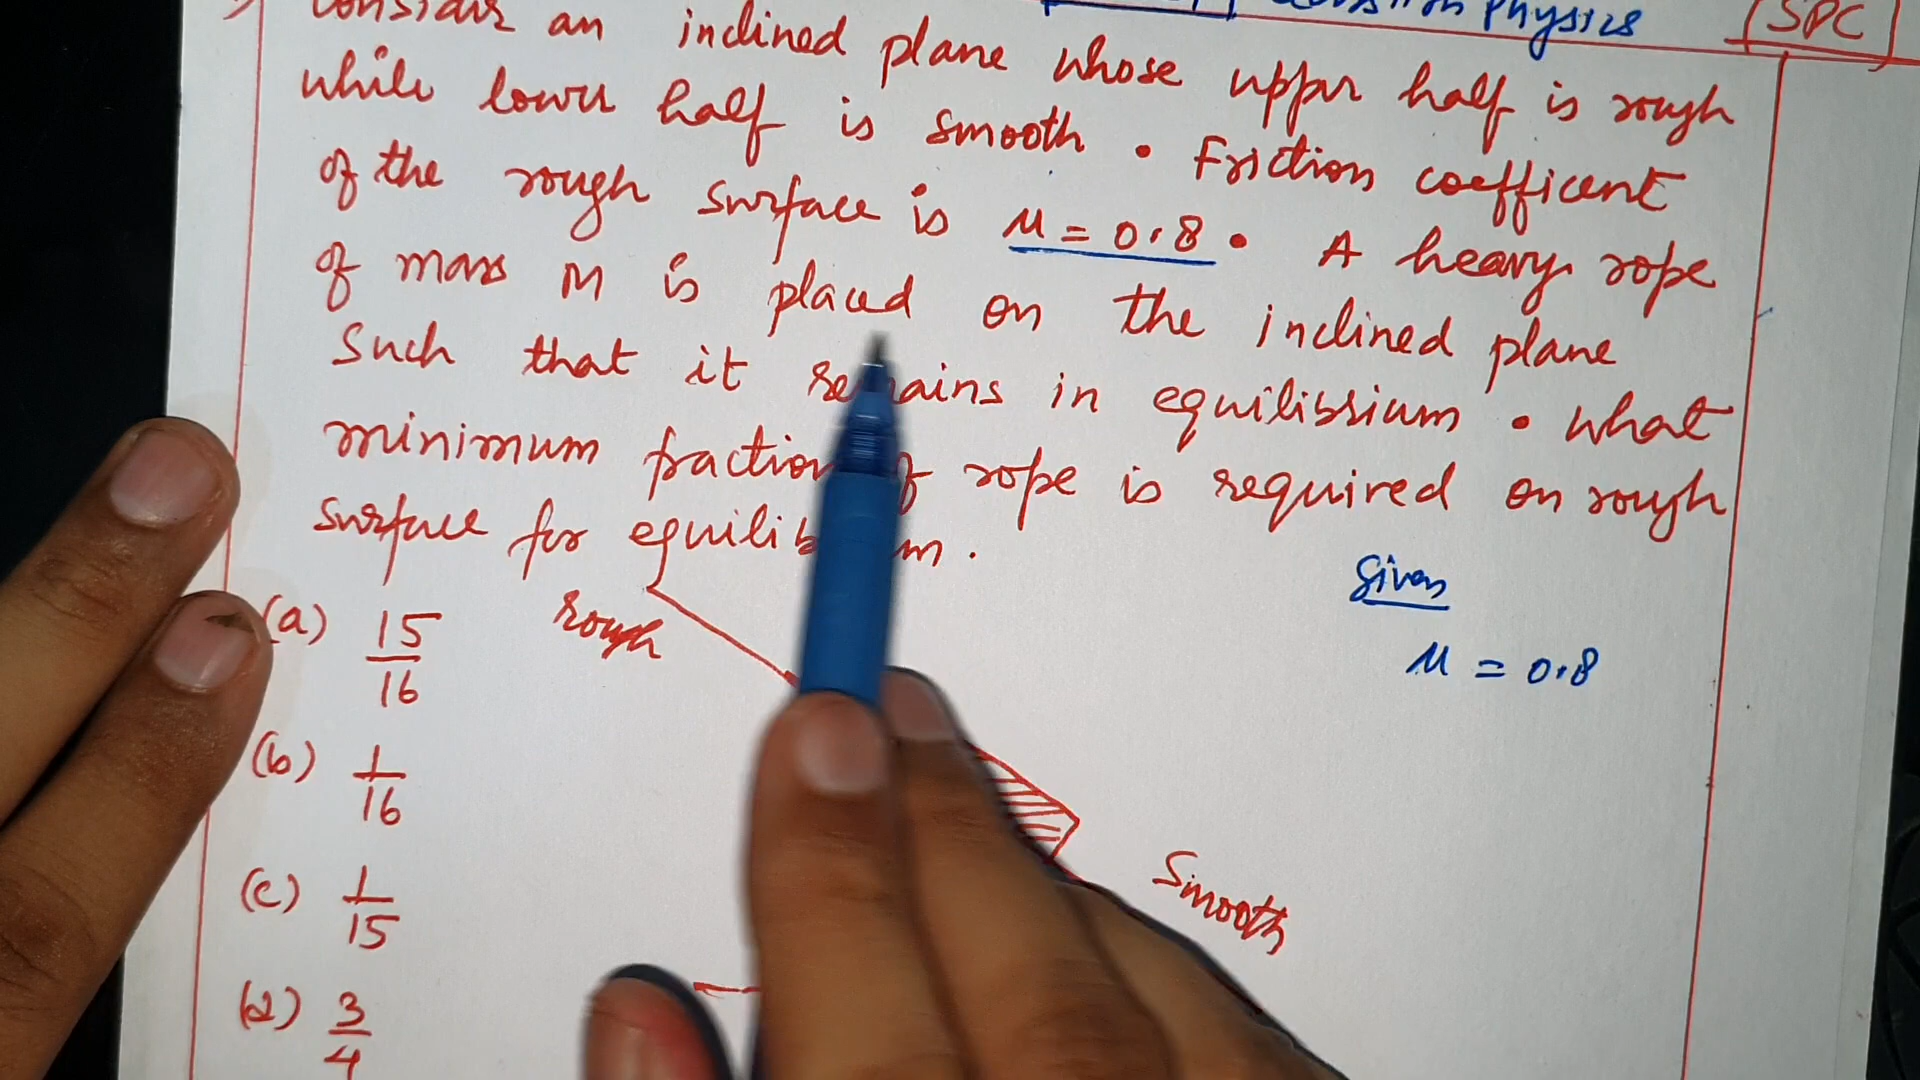 an inclined plane whose upper half is rough
while lower half is smooth. Friction coefficent
of the rough surface is μ = 0.8. A heavy rope
of mass M is placed on the inclined plane
Such that it remains in equilibrium. What
minimum fraction of rope is required on rough
surface for equilib m.
Physics
SPC
Given
μ = 0.8
rough
Smooth
(a) 15/16
(b) 1/16
(c) 1/15
(d) 3/4